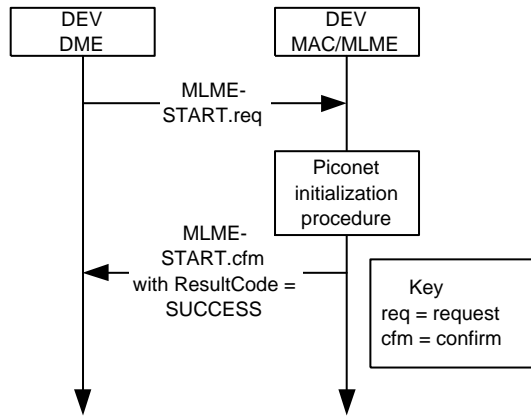 DEV
DME
DEV
MAC/MLME
MLME-
START.req
Piconet
initialization
procedure
MLME-
START.cfm
with ResultCode =
SUCCESS
Key
req = request
cfm = confirm